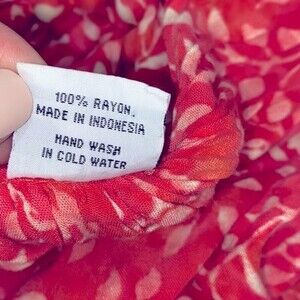 100% RAYON.
MADE IN INDONESIA
HAND WASH
IN COLD WATER